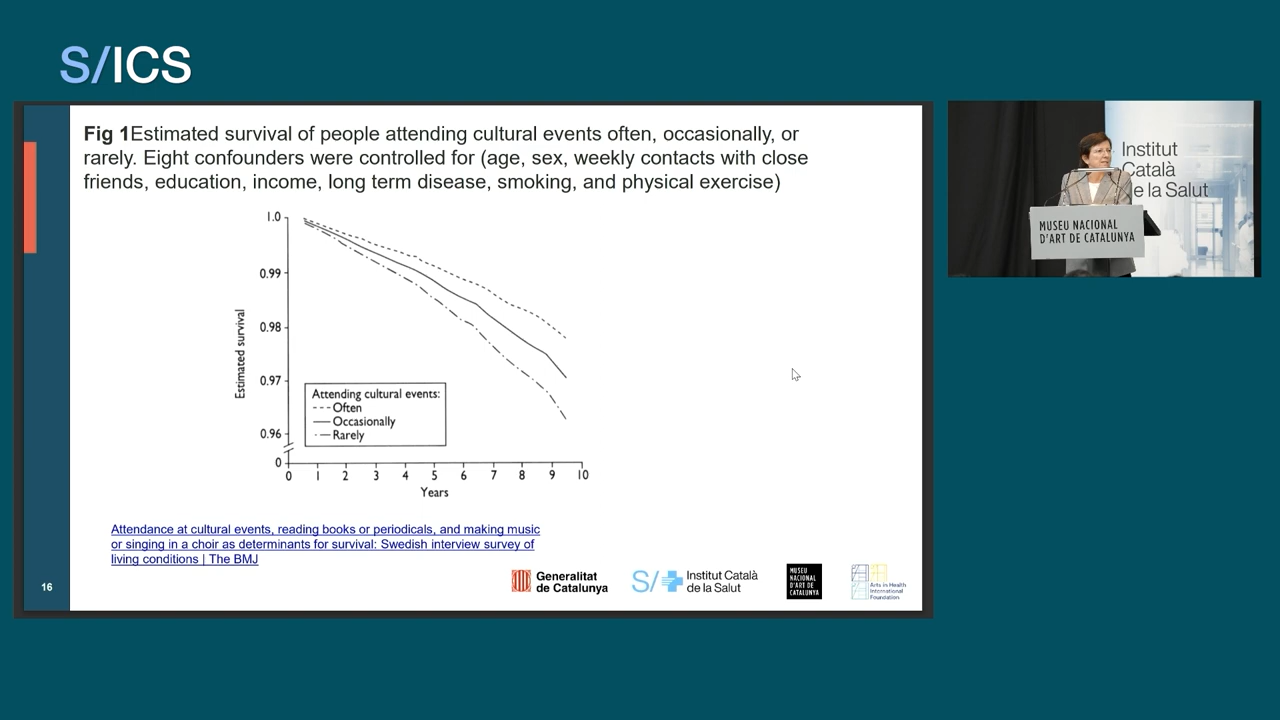 S/ICS
Fig 1Estimated survival of people attending cultural events often, occasionally, or
rarely. Eight confounders were controlled for (age, sex, weekly contacts with close
friends, education, income, long term disease, smoking, and physical exercise)
1.0
0.99
0.98
0.97
0.96
0
Estimated survival
Attending cultural events:
Often
Occasionally
Rarely
0 1 2 3 4 5 6 7 8 9 10
Years
Attendance at cultural events, reading books or periodicals, and making music
or singing in a choir as determinants for survival: Swedish interview survey of
living conditions | The BMJ
16
Generalitat
de Catalunya
S/
Institut Català
de la Salut
MUSEU
NACIONAL
D'ART DE
CATALUNYA
Arts in Health
International
Foundation
Institut
Català
de la Salut
MUSEU NACIONAL
D'ART DE CATALUNYA